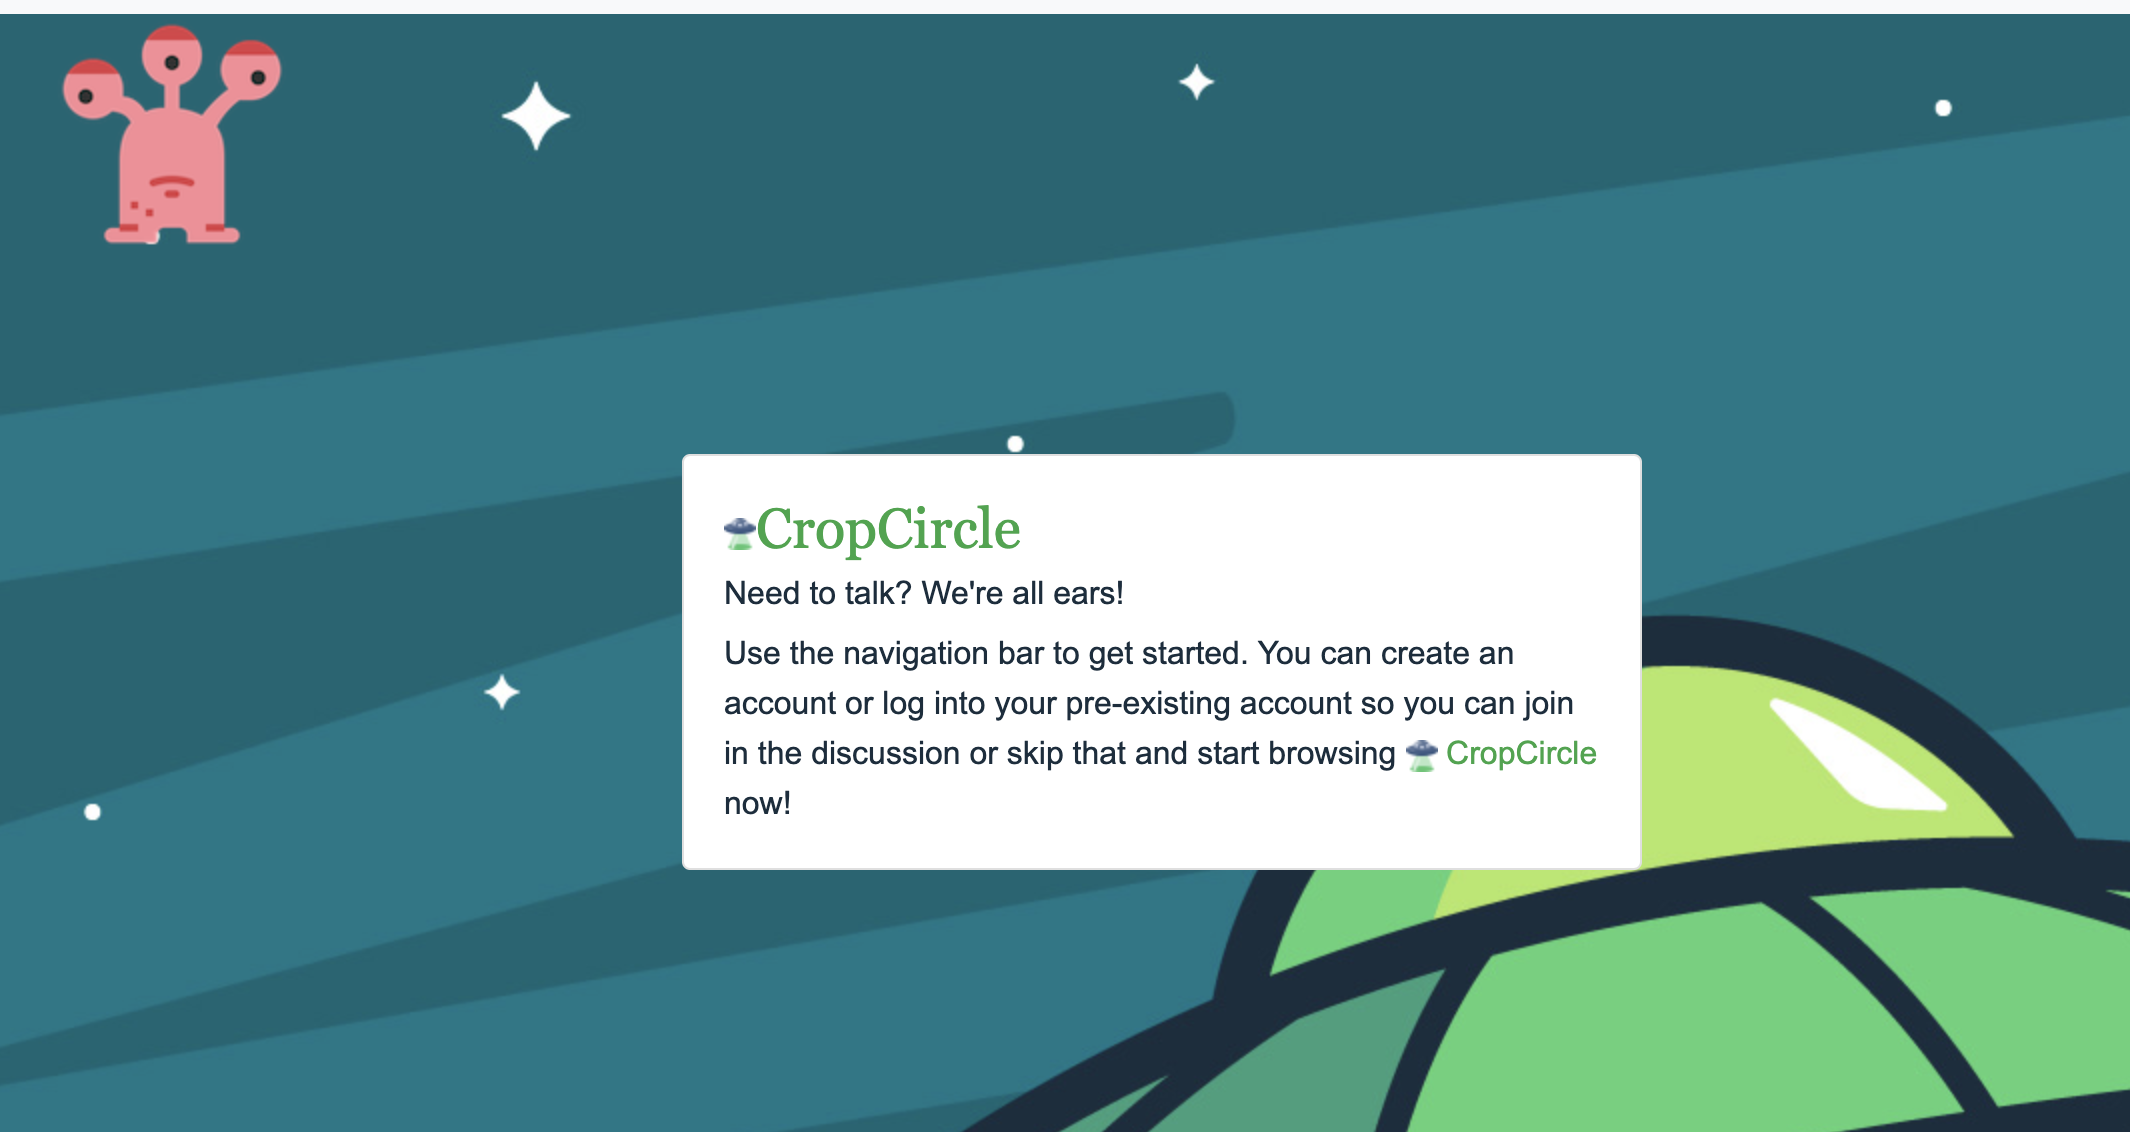 CropCircle
Need to talk? We're all ears!
Use the navigation bar to get started. You can create an
account or log into your pre-existing account so you can join
in the discussion or skip that and start browsing 🛸 CropCircle
now!